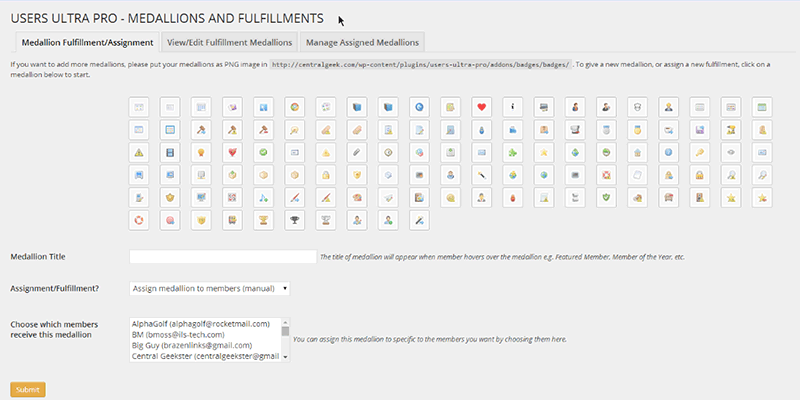 USERS ULTRA PRO - MEDALLIONS AND FULFILLMENTS
Medallion Fulfillment/Assignment View/Edit Fulfillment Medallions Manage Assigned Medallions
If you want to add more medallions, please put your medallions as PNG image in http://centralgeek.com/wp-content/plugins/users-ultra-pro/addons/badges/badges/ . To give a new medallion, or assign a new fulfillment, click on a
medallion below to start.
Medallion Title The title of medallion will appear when member hovers over the medallion e.g. Featured Member, Member of the Year, etc.
Assignment/Fulfillment? Assign medallion to members (manual)
Choose which members
receive this medallion
AlphaGolf (alphagolf@rocketmail.com)
BM (bmoss@ils-tech.com)
Big Guy (brazenlinks@gmail.com)
Central Geekster (centralgeekster@gmail
You can assign this medallion to specific to the members you want by choosing them here.
Submit